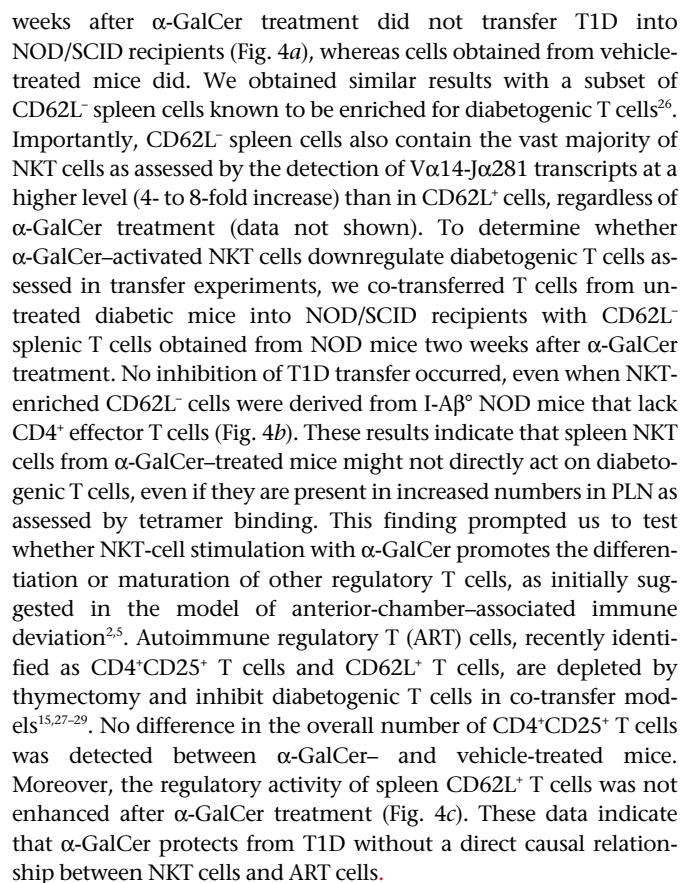 weeks after α-GalCer treatment did not transfer T1D into
NOD/SCID recipients (Fig. 4a), whereas cells obtained from vehicle-
treated mice did. We obtained similar results with a subset of
CD62L⁻ spleen cells known to be enriched for diabetogenic T cells²⁶.
Importantly, CD62L⁻ spleen cells also contain the vast majority of
NKT cells as assessed by the detection of Vα14-Jα281 transcripts at a
higher level (4- to 8-fold increase) than in CD62L⁺ cells, regardless of
α-GalCer treatment (data not shown). To determine whether
α-GalCer–activated NKT cells downregulate diabetogenic T cells as-
sessed in transfer experiments, we co-transferred T cells from un-
treated diabetic mice into NOD/SCID recipients with CD62L⁻
splenic T cells obtained from NOD mice two weeks after α-GalCer
treatment. No inhibition of T1D transfer occurred, even when NKT-
enriched CD62L⁻ cells were derived from I-Aβ° NOD mice that lack
CD4⁺ effector T cells (Fig. 4b). These results indicate that spleen NKT
cells from α-GalCer–treated mice might not directly act on diabeto-
genic T cells, even if they are present in increased numbers in PLN as
assessed by tetramer binding. This finding prompted us to test
whether NKT-cell stimulation with α-GalCer promotes the differen-
tiation or maturation of other regulatory T cells, as initially sug-
gested in the model of anterior-chamber–associated immune
deviation²,⁵. Autoimmune regulatory T (ART) cells, recently identi-
fied as CD4⁺CD25⁺ T cells and CD62L⁺ T cells, are depleted by
thymectomy and inhibit diabetogenic T cells in co-transfer mod-
els¹⁵,²⁷⁻²⁹. No difference in the overall number of CD4⁺CD25⁺ T cells
was detected between α-GalCer– and vehicle-treated mice.
Moreover, the regulatory activity of spleen CD62L⁺ T cells was not
enhanced after α-GalCer treatment (Fig. 4c). These data indicate
that α-GalCer protects from T1D without a direct causal relation-
ship between NKT cells and ART cells.